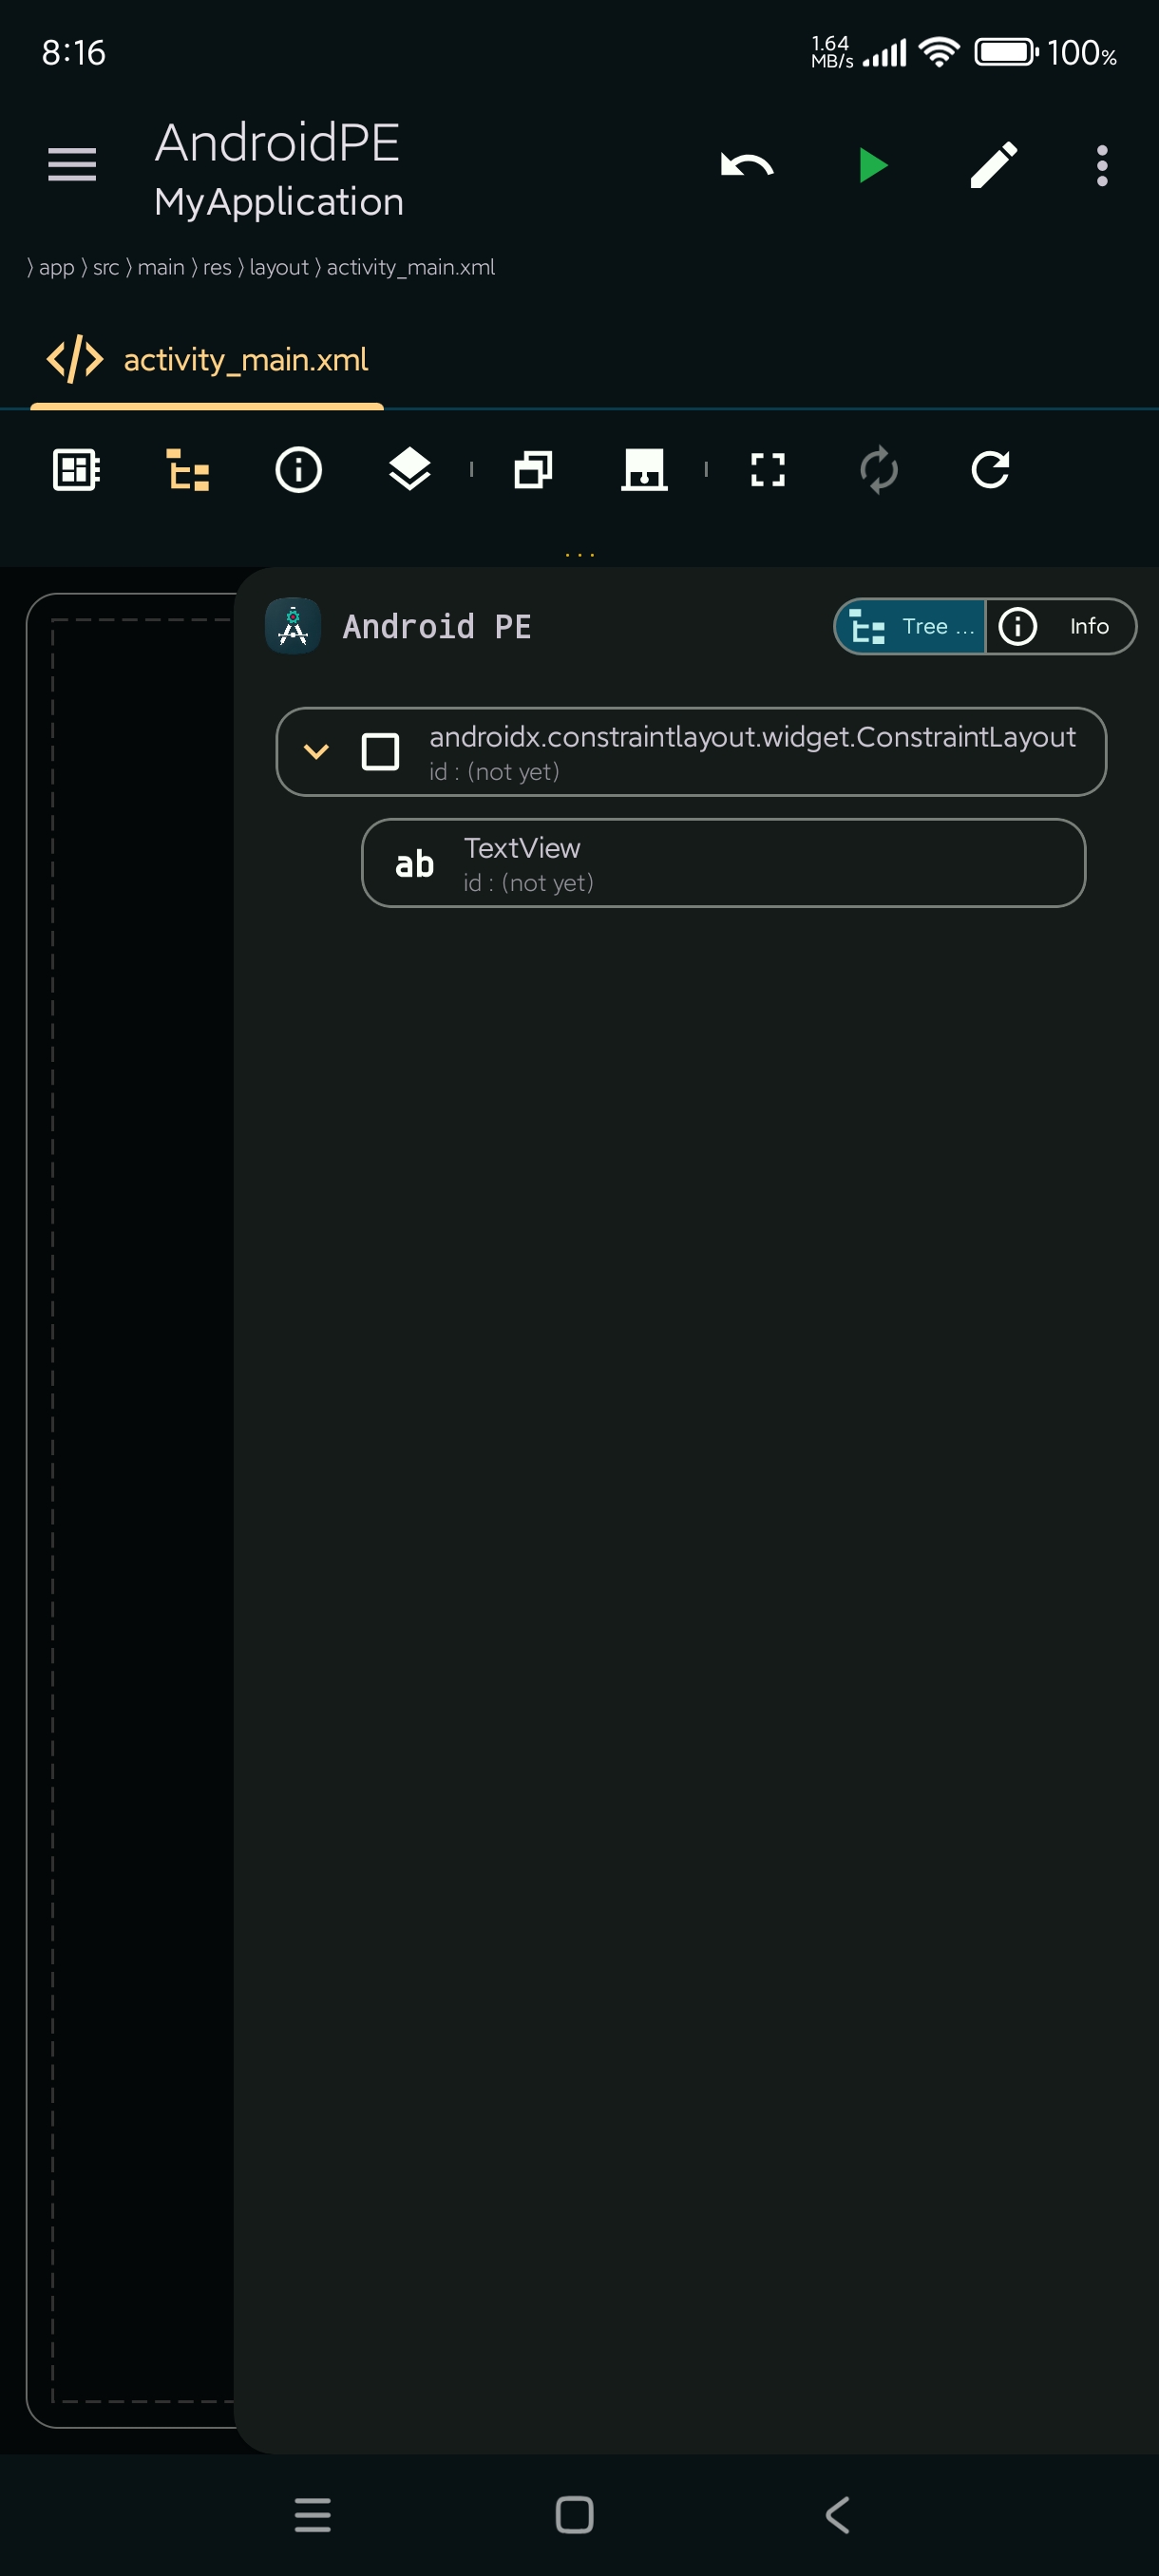 8:16
1.64
MB/s
100%
AndroidPE
MyApplication
⟩ app ⟩ src ⟩ main ⟩ res ⟩ layout ⟩ activity_main.xml
</> activity_main.xml
...
Android PE
Tree ...
Info
androidx.constraintlayout.widget.ConstraintLayout
id : (not yet)
ab
TextView
id : (not yet)